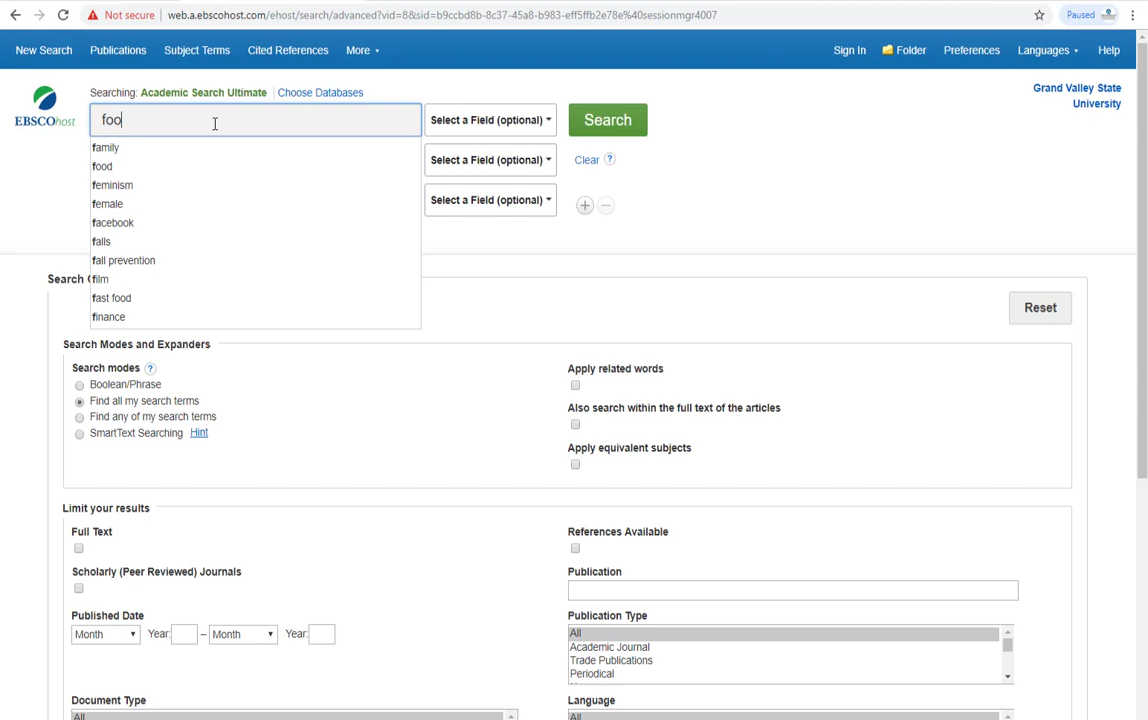 Not secure | web.a.ebscohost.com/ehost/search/advanced?vid=8&sid=b9ccbd8b-8c37-45a8-b983-eff5ffb2e78e%40sessionmgr4007
Paused
New Search Publications Subject Terms Cited References More Sign In Folder Preferences Languages Help
Searching: Academic Search Ultimate | Choose Databases
Grand Valley State
University
EBSCOhost
foo
Select a Field (optional)
Search
family
food
feminism
female
facebook
falls
fall prevention
film
fast food
finance
Select a Field (optional)
Clear ?
Select a Field (optional)
Search
Reset
Search Modes and Expanders
Search modes ?
Boolean/Phrase
Find all my search terms
Find any of my search terms
SmartText Searching Hint
Apply related words
Also search within the full text of the articles
Apply equivalent subjects
Limit your results
Full Text
References Available
Scholarly (Peer Reviewed) Journals
Publication
Published Date
Month Year: – Month Year:
Publication Type
All
Academic Journal
Trade Publications
Periodical
Document Type
All
Language
All